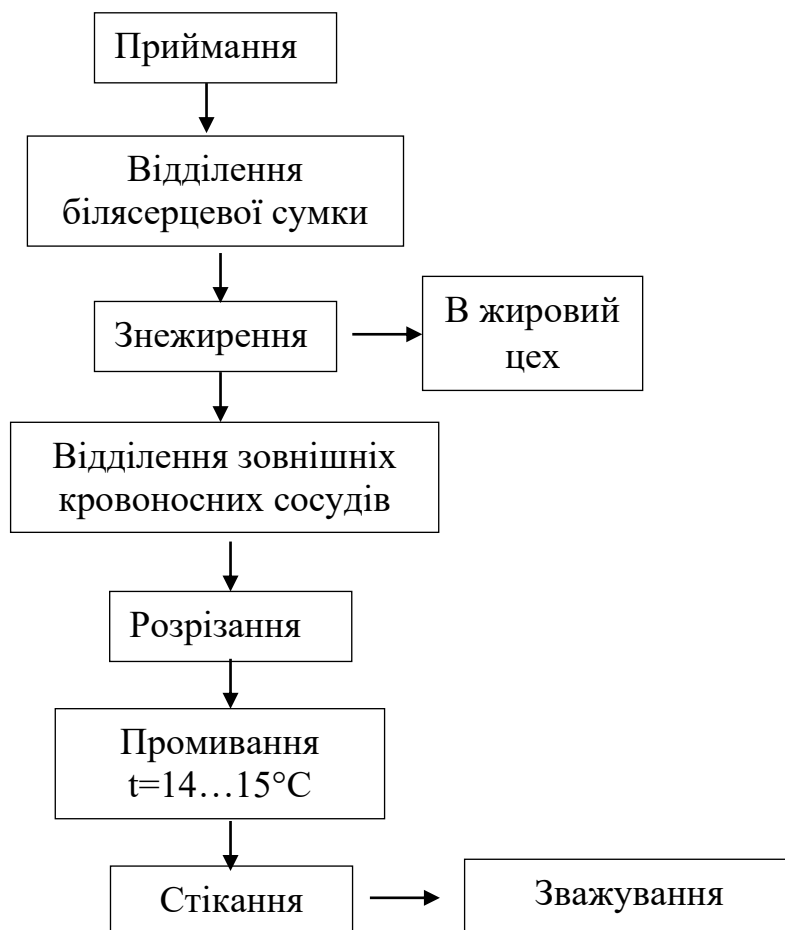 Приймання
Відділення
білясерцевої сумки
Знежирення
В жировий
цех
Відділення зовнішніх
кровоносних сосудів
Розрізання
Промивання
t=14…15°С
Стікання
Зважування